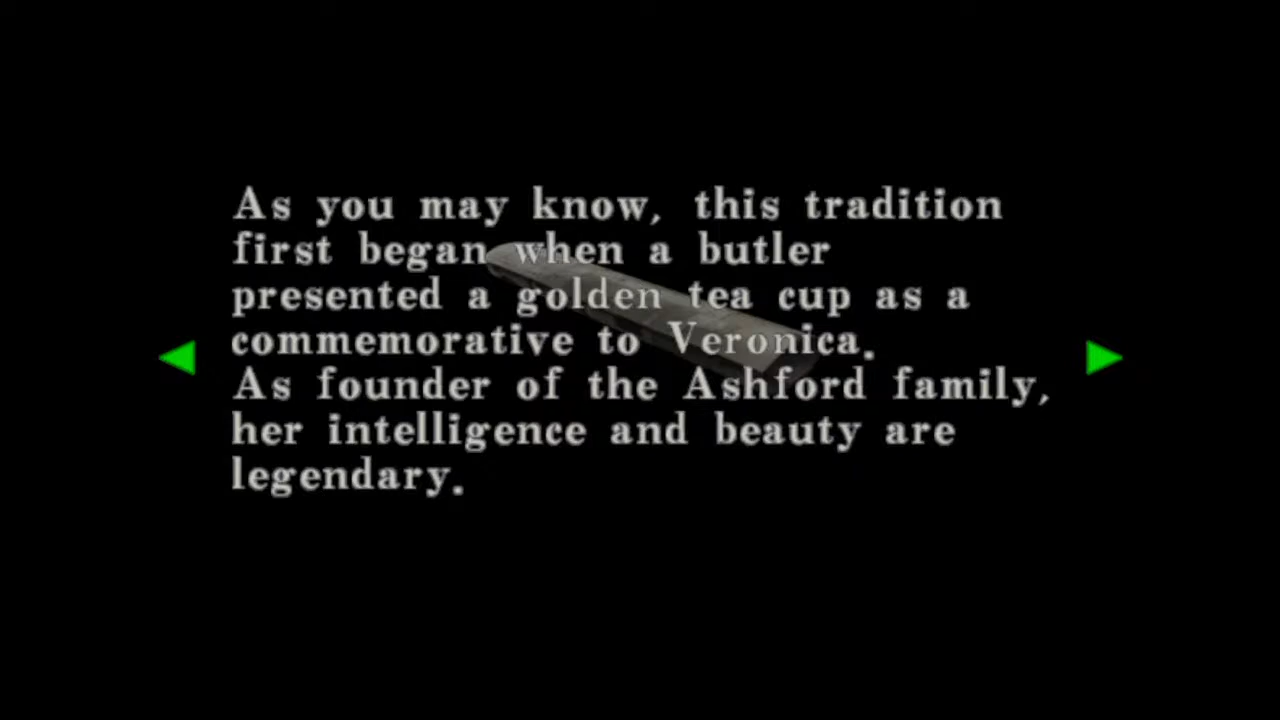 As you may know, this tradition
first began when a butler
presented a golden tea cup as a
commemorative to Veronica.
As founder of the Ashford family,
her intelligence and beauty are
legendary.